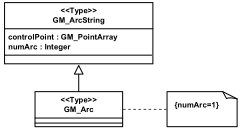 <<Type>>
GM_ArcString
controlPoint : GM_PointArray
numArc : Integer
<<Type>>
GM_Arc
{numArc=1}